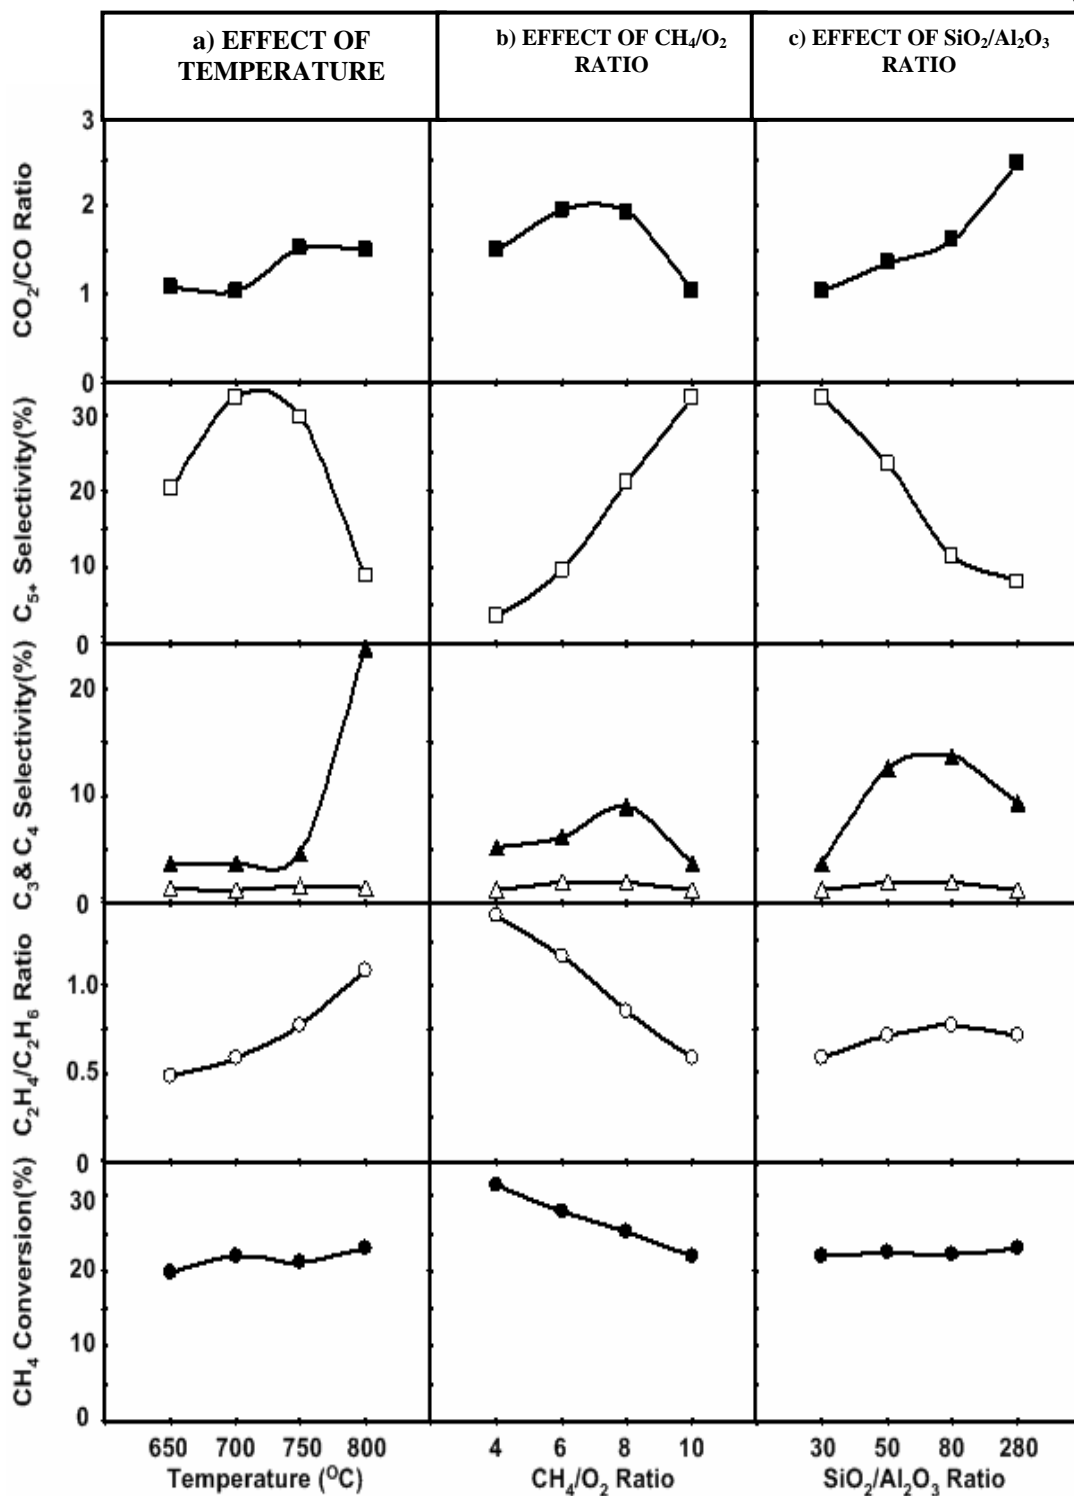 a) EFFECT OF
TEMPERATURE
b) EFFECT OF CH₄/O₂
RATIO
c) EFFECT OF SiO₂/Al₂O₃
RATIO
CO₂/CO Ratio
3
2
1
0
C₅₊ Selectivity(%)
30
20
10
0
C₃& C₄ Selectivity(%)
20
10
0
C₂H₄/C₂H₆ Ratio
1.0
0.5
0
CH₄ Conversion(%)
30
20
10
0
650 700 750 800
Temperature (⁰C)
4 6 8 10
CH₄/O₂ Ratio
30 50 80 280
SiO₂/Al₂O₃ Ratio